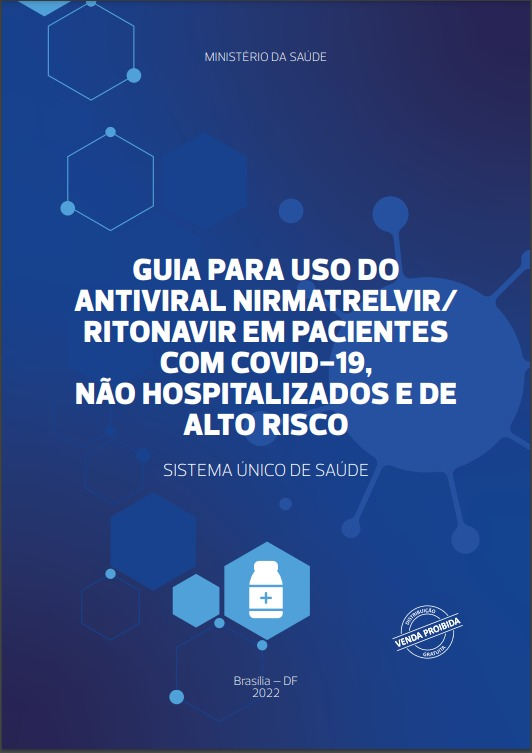 MINISTÉRIO DA SAÚDE
GUIA PARA USO DO
ANTIVIRAL NIRMATRELVIR/
RITONAVIR EM PACIENTES
COM COVID–19,
NÃO HOSPITALIZADOS E DE
ALTO RISCO
SISTEMA ÚNICO DE SAÚDE
DISTRIBUIÇÃO
VENDA PROIBIDA
GRATUITA
Brasília – DF
2022